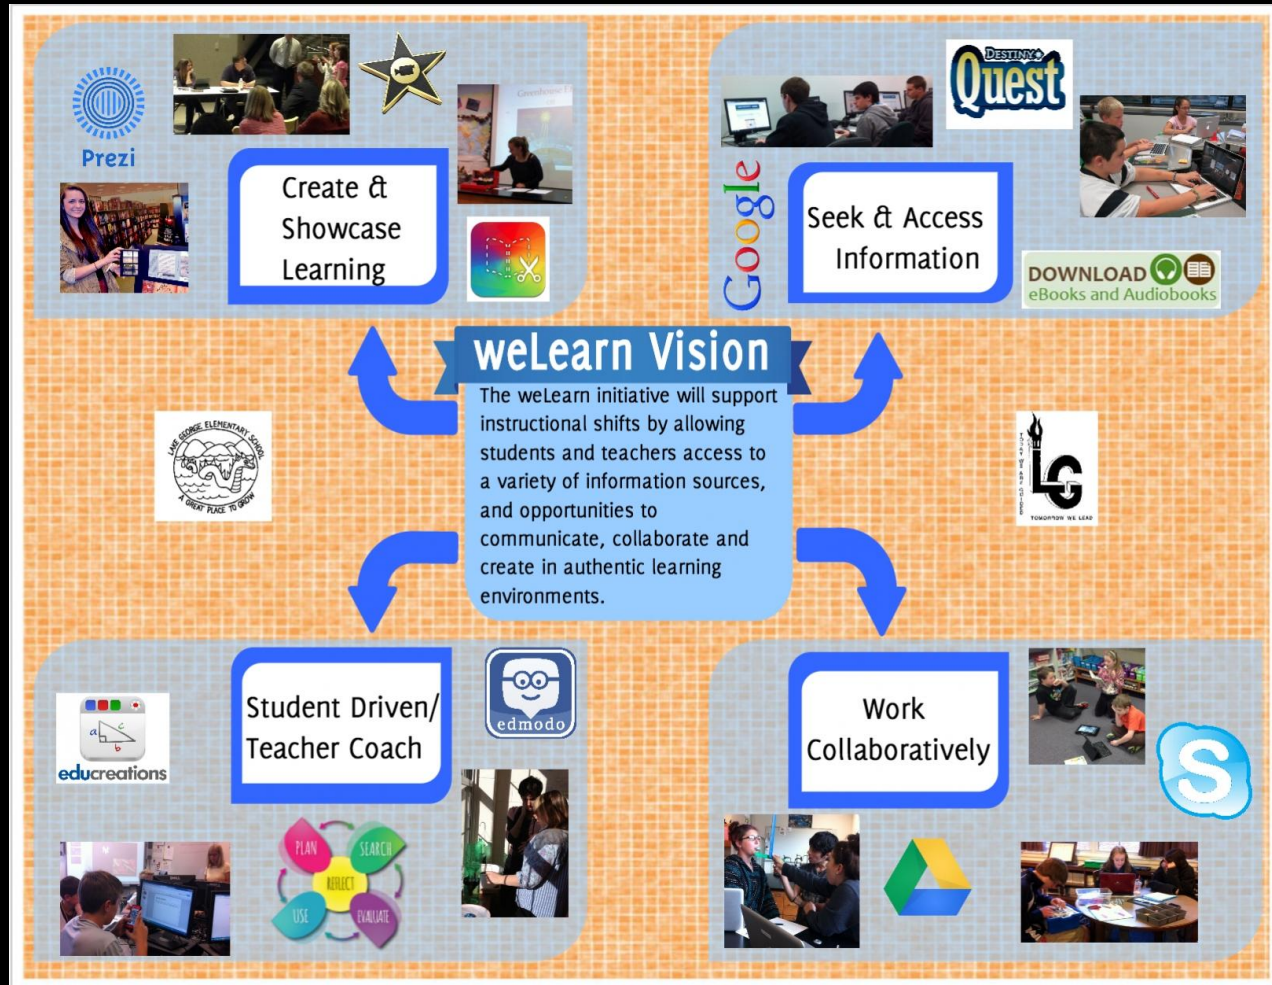 Prezi
Create &
Showcase
Learning
Greenhouse
Destiny
Quest
Google
Seek & Access
Information
DOWNLOAD
eBooks and Audiobooks
weLearn Vision
The weLearn initiative will support
instructional shifts by allowing
students and teachers access to
a variety of information sources,
and opportunities to
communicate, collaborate and
create in authentic learning
environments.
LAKE GEORGE ELEMENTARY SCHOOL
A GREAT PLACE TO GROW
LG
TOMORROW WE LEAD
educreations
a
c
b
Student Driven/
Teacher Coach
edmodo
PLAN
SEARCH
REFLECT
USE
EVALUATE
Work
Collaboratively
S